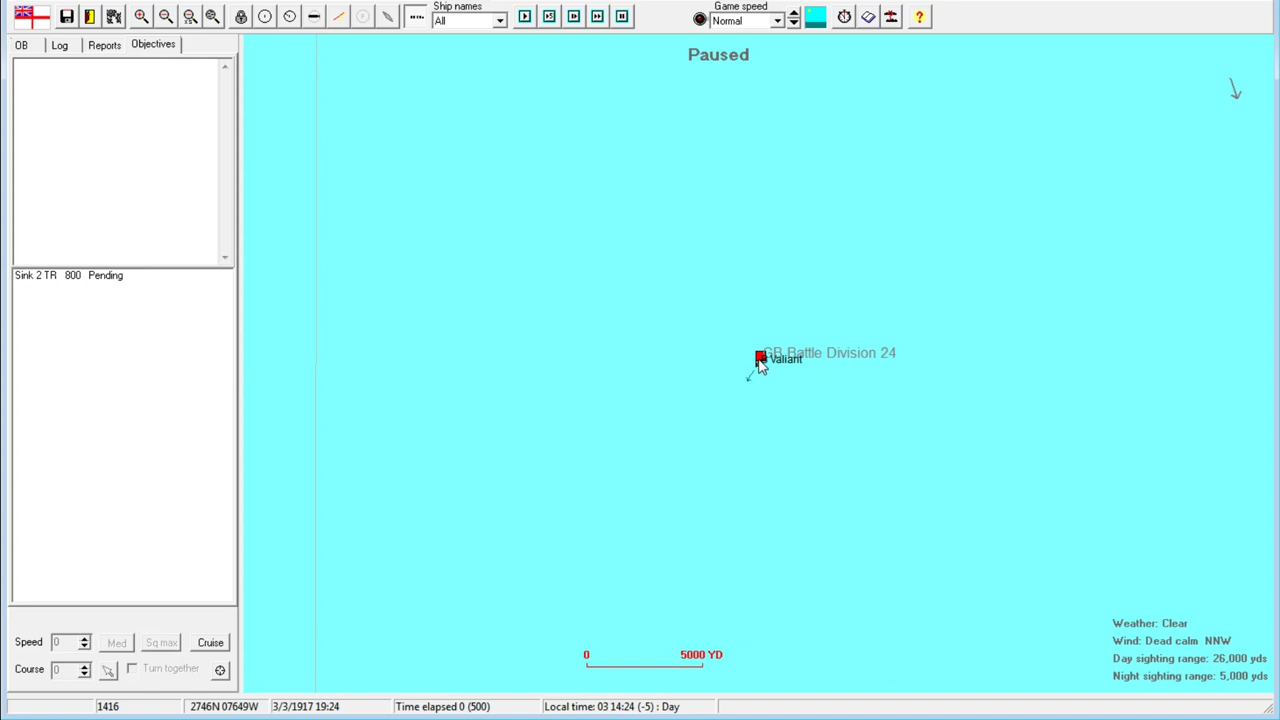 Ship names
All
Game speed
Normal
OB
Log
Reports
Objectives
Paused
Sink 2 TR 800 Pending
GB Battle Division 24
Valiant
Speed 0 Med Sq max Cruise
Course 0 Turn together
0 5000 YD
Weather: Clear
Wind: Dead calm NNW
Day sighting range: 26,000 yds
Night sighting range: 5,000 yds
1416
2746N 07649W
3/3/1917 19:24
Time elapsed 0 (500)
Local time: 03 14:24 (-5) : Day